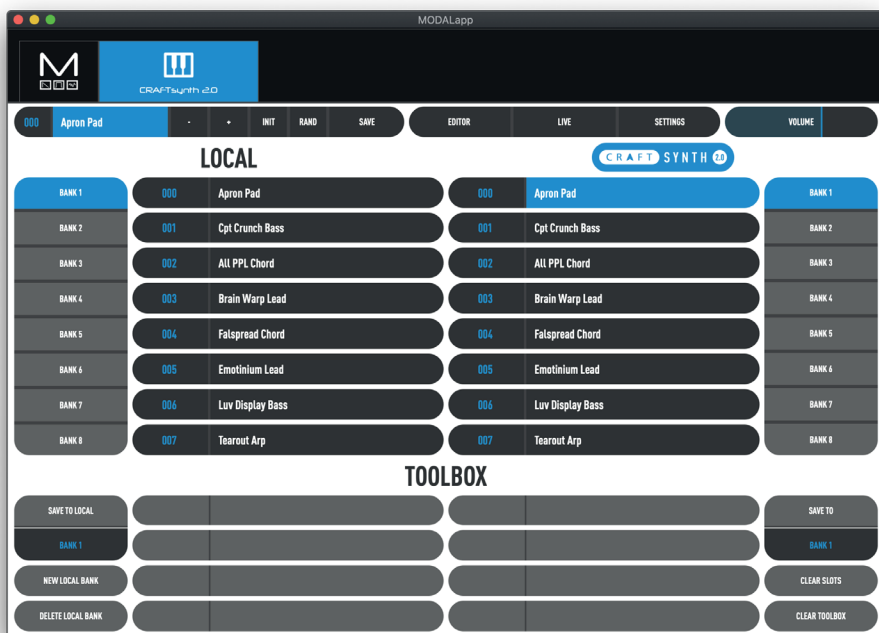 MODALapp
CRAFTsynth 2.0
000 Apron Pad - + INIT RAND SAVE EDITOR LIVE SETTINGS VOLUME
LOCAL
CRAFT SYNTH 2.0
BANK 1 000 Apron Pad 000 Apron Pad BANK 1
BANK 2 001 Cpt Crunch Bass 001 Cpt Crunch Bass BANK 2
BANK 3 002 All PPL Chord 002 All PPL Chord BANK 3
BANK 4 003 Brain Warp Lead 003 Brain Warp Lead BANK 4
BANK 5 004 Falspread Chord 004 Falspread Chord BANK 5
BANK 6 005 Emotinium Lead 005 Emotinium Lead BANK 6
BANK 7 006 Luv Display Bass 006 Luv Display Bass BANK 7
BANK 8 007 Tearout Arp 007 Tearout Arp BANK 8
TOOLBOX
SAVE TO LOCAL SAVE TO
BANK 1 BANK 1
NEW LOCAL BANK CLEAR SLOTS
DELETE LOCAL BANK CLEAR TOOLBOX